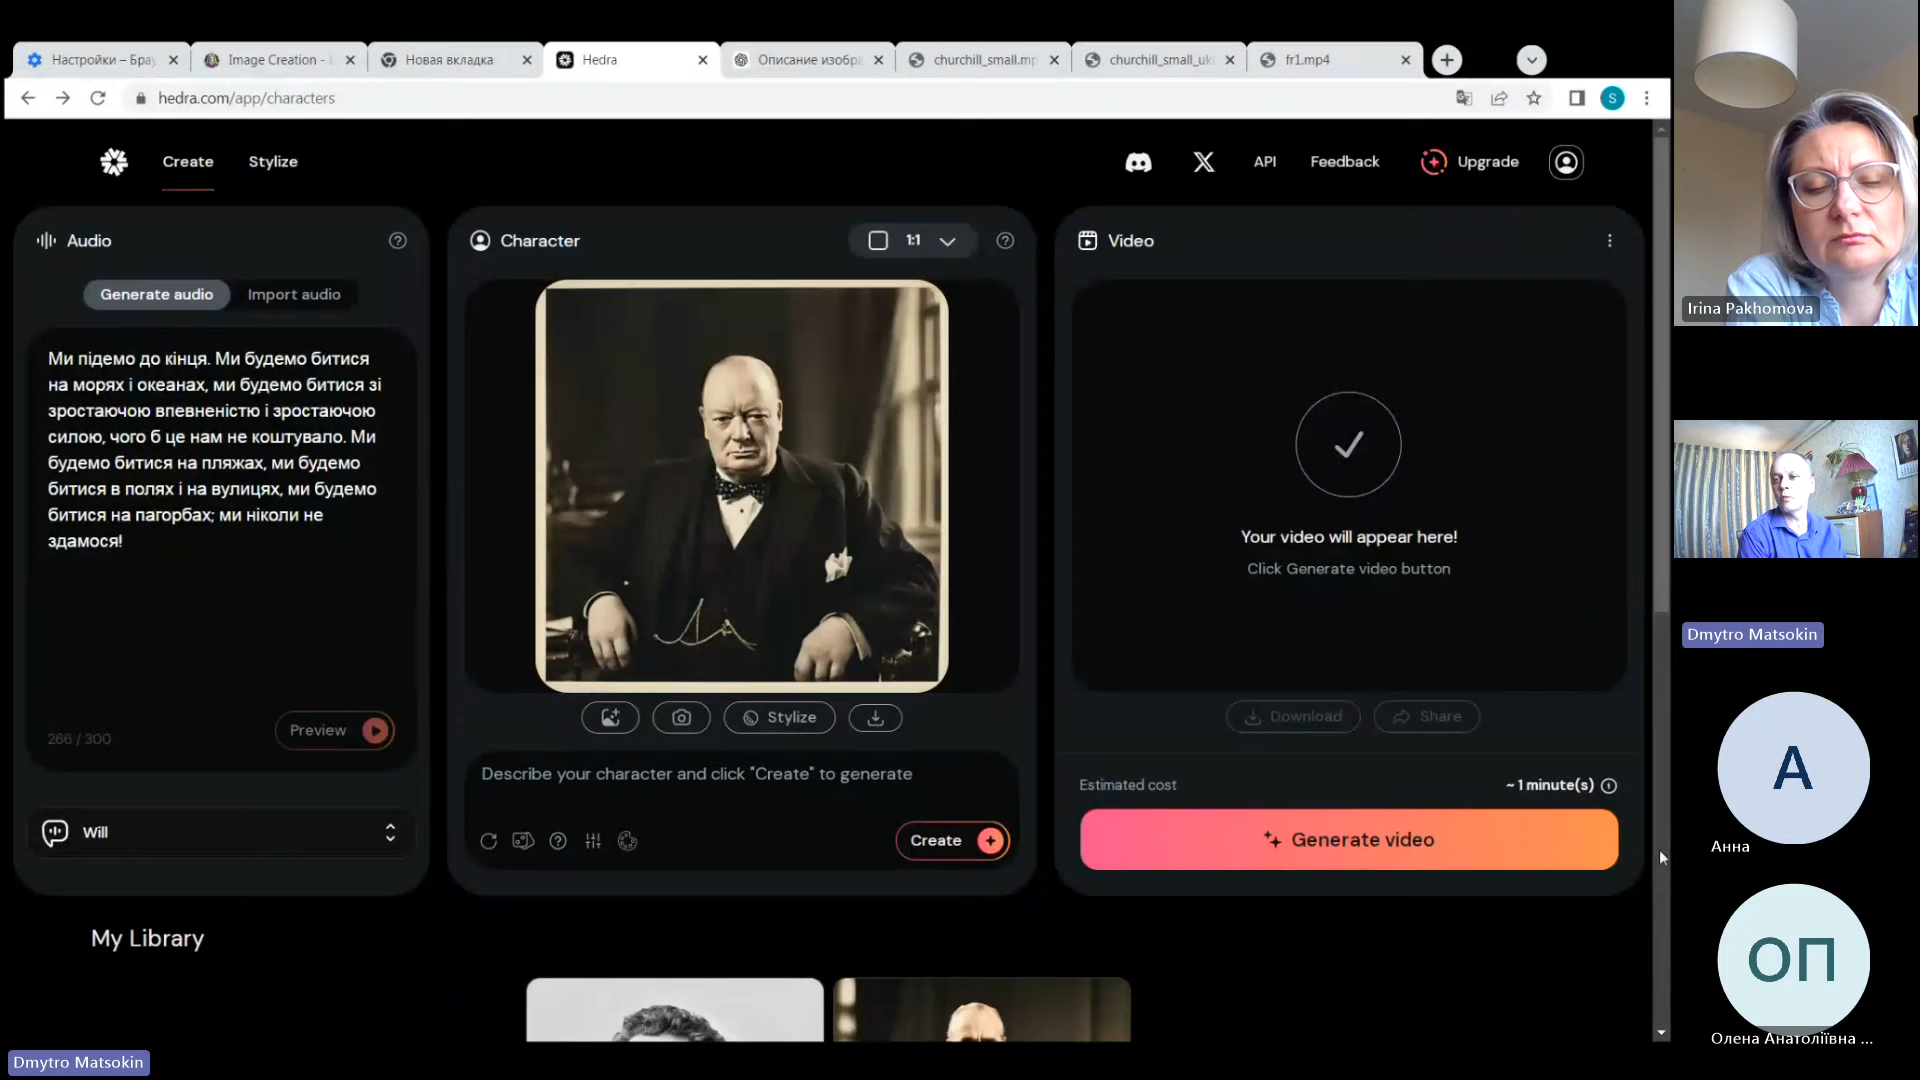 Настройки – Брау
Image Creation - L
Новая вкладка
Hedra
Описание изобра
churchill_small.mp
churchill_small_uk
fr1.mp4
hedra.com/app/characters
S
Create
Stylize
API
Feedback
Upgrade
Audio
Generate audio
Import audio
Ми підемо до кінця. Ми будемо битися
на морях і океанах, ми будемо битися зі
зростаючою впевненістю і зростаючою
силою, чого б це нам не коштувало. Ми
будемо битися на пляжах, ми будемо
битися в полях і на вулицях, ми будемо
битися на пагорбах; ми ніколи не
здамося!
266 / 300
Preview
Will
Character
1:1
Stylize
Describe your character and click "Create" to generate
Create
Video
Your video will appear here!
Click Generate video button
Download
Share
Estimated cost
~ 1 minute(s)
Generate video
My Library
Irina Pakhomova
Dmytro Matsokin
А
Анна
ОП
Олена Анатоліївна ...
Dmytro Matsokin